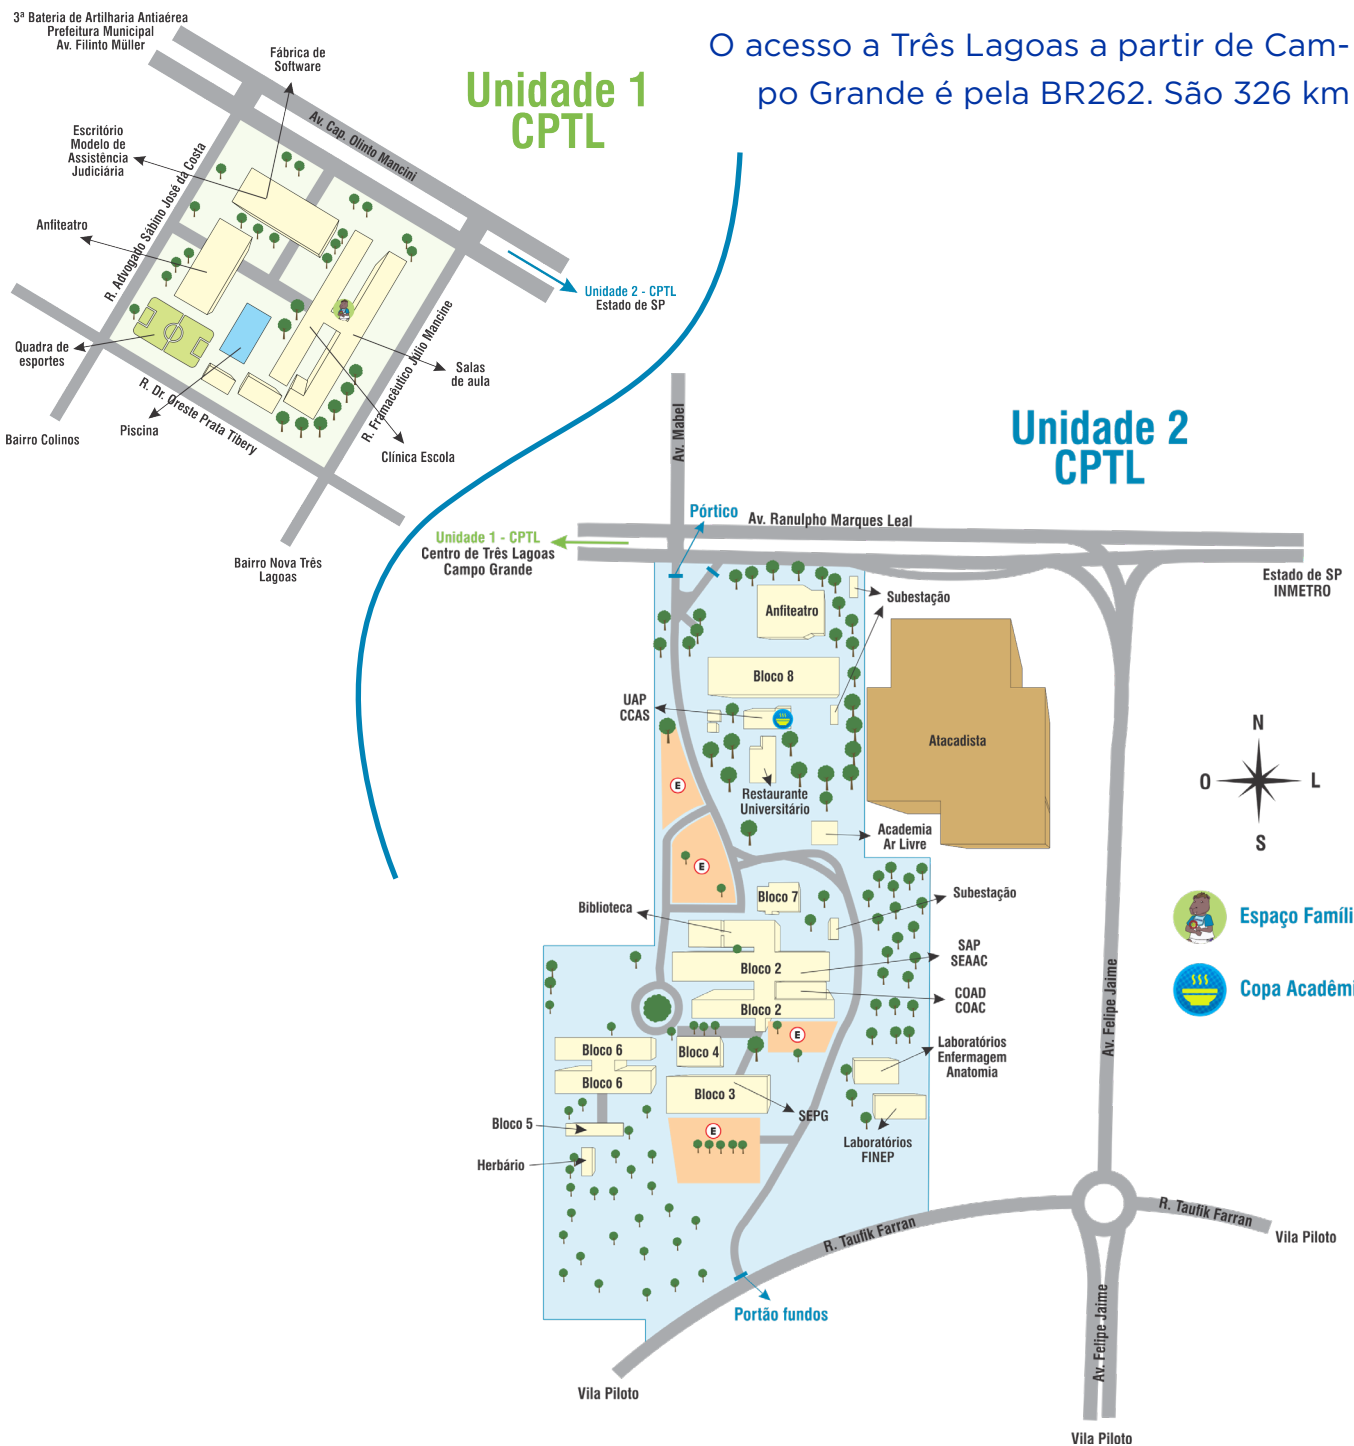 3ª Bateria de Artilharia Antiaérea
Prefeitura Municipal
Av. Filinto Müller
Fábrica de
Software
Unidade 1
CPTL
O acesso a Três Lagoas a partir de Cam-
po Grande é pela BR262. São 326 km
Av. Cap. Olinto Mancini
Escritório
Modelo de
Assistência
Judiciária
R. Advogado Sábino José da Costa
Anfiteatro
Unidade 2 - CPTL
Estado de SP
Quadra de
esportes
Salas
de aula
R. Framacêutico Júlio Mancine
R. Dr. Oreste Prata Tibery
Piscina
Bairro Colinos
Clínica Escola
Bairro Nova Três
Lagoas
Unidade 2
CPTL
Av. Mabel
Pórtico
Av. Ranulpho Marques Leal
Unidade 1 - CPTL
Centro de Três Lagoas
Campo Grande
Estado de SP
INMETRO
Subestação
Anfiteatro
Bloco 8
UAP
CCAS
Atacadista
N
O
L
S
E
Restaurante
Universitário
Academia
Ar Livre
E
Bloco 7
Subestação
Biblioteca
Espaço Famíli
SAP
SEAAC
Bloco 2
COAD
COAC
Copa Acadêmi
Bloco 2
E
Av. Felipe Jaime
Laboratórios
Enfermagem
Anatomia
Bloco 6
Bloco 4
Bloco 6
Bloco 3
SEPG
Bloco 5
E
Laboratórios
FINEP
Herbário
R. Taufik Farran
R. Taufik Farran
Vila Piloto
Portão fundos
Av. Felipe Jaime
Vila Piloto
Vila Piloto